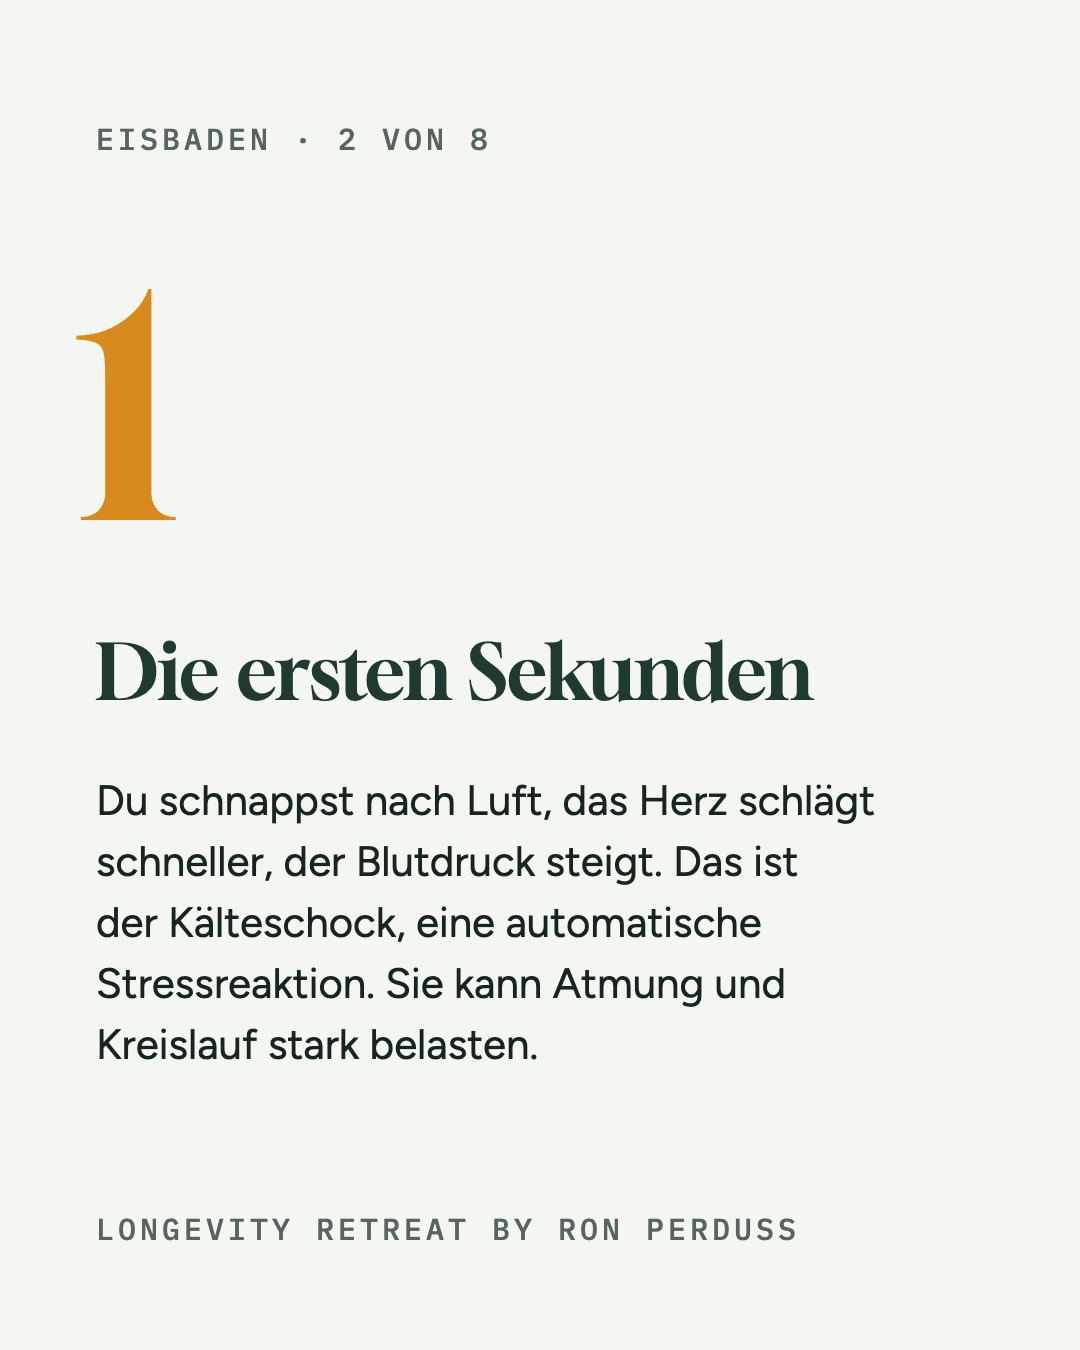 EISBADEN · 2 VON 8
1
Die ersten Sekunden
Du schnappst nach Luft, das Herz schlägt
schneller, der Blutdruck steigt. Das ist
der Kälteschock, eine automatische
Stressreaktion. Sie kann Atmung und
Kreislauf stark belasten.
LONGEVITY RETREAT BY RON PERDUSS